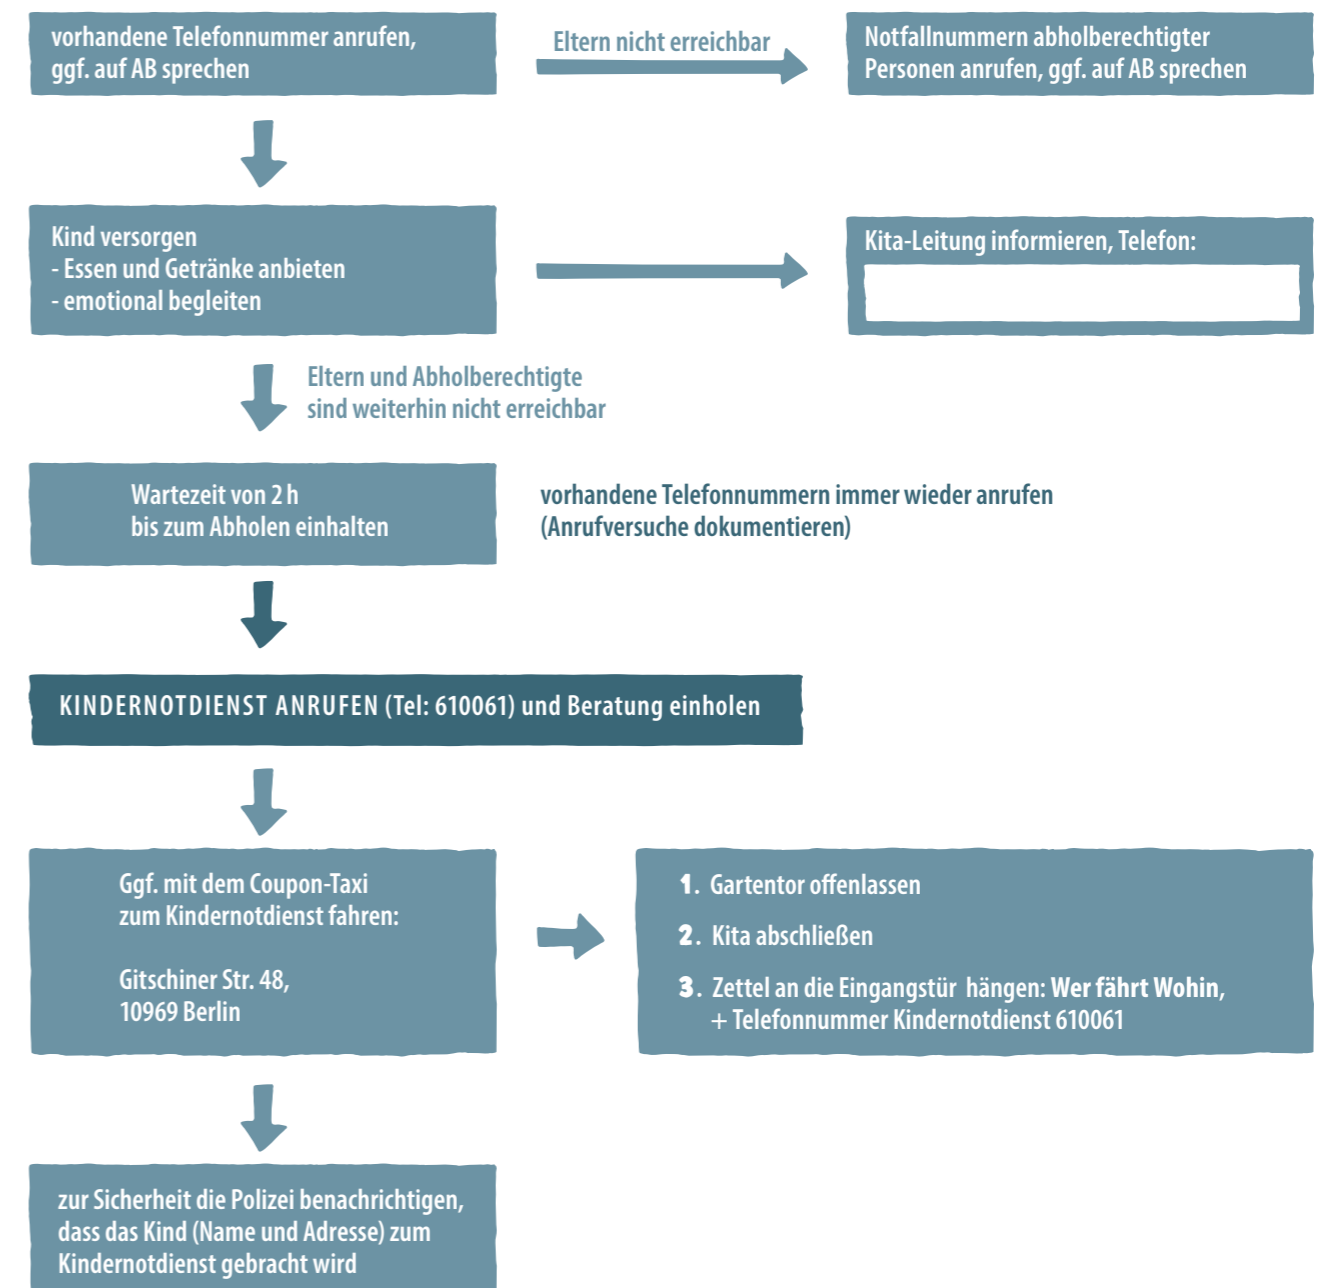 vorhandene Telefonnummer anrufen,
ggf. auf AB sprechen
Eltern nicht erreichbar
Notfallnummern abholberechtigter
Personen anrufen, ggf. auf AB sprechen
Kind versorgen
- Essen und Getränke anbieten
- emotional begleiten
Kita-Leitung informieren, Telefon:
Eltern und Abholberechtigte
sind weiterhin nicht erreichbar
Wartezeit von 2 h
bis zum Abholen einhalten
vorhandene Telefonnummern immer wieder anrufen
(Anrufversuche dokumentieren)
KINDERNOTDIENST ANRUFEN (Tel: 610061) und Beratung einholen
Ggf. mit dem Coupon-Taxi
zum Kindernotdienst fahren:
Gitschiner Str. 48,
10969 Berlin
1. Gartentor offenlassen
2. Kita abschließen
3. Zettel an die Eingangstür hängen: Wer fährt Wohin,
+ Telefonnummer Kindernotdienst 610061
zur Sicherheit die Polizei benachrichtigen,
dass das Kind (Name und Adresse) zum
Kindernotdienst gebracht wird